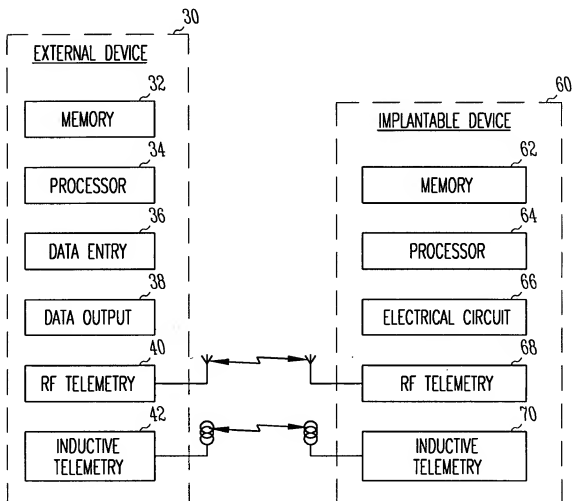 30
EXTERNAL DEVICE
32
MEMORY
34
PROCESSOR
36
DATA ENTRY
38
DATA OUTPUT
40
RF TELEMETRY
42
INDUCTIVE
TELEMETRY
60
IMPLANTABLE DEVICE
62
MEMORY
64
PROCESSOR
66
ELECTRICAL CIRCUIT
68
RF TELEMETRY
70
INDUCTIVE
TELEMETRY